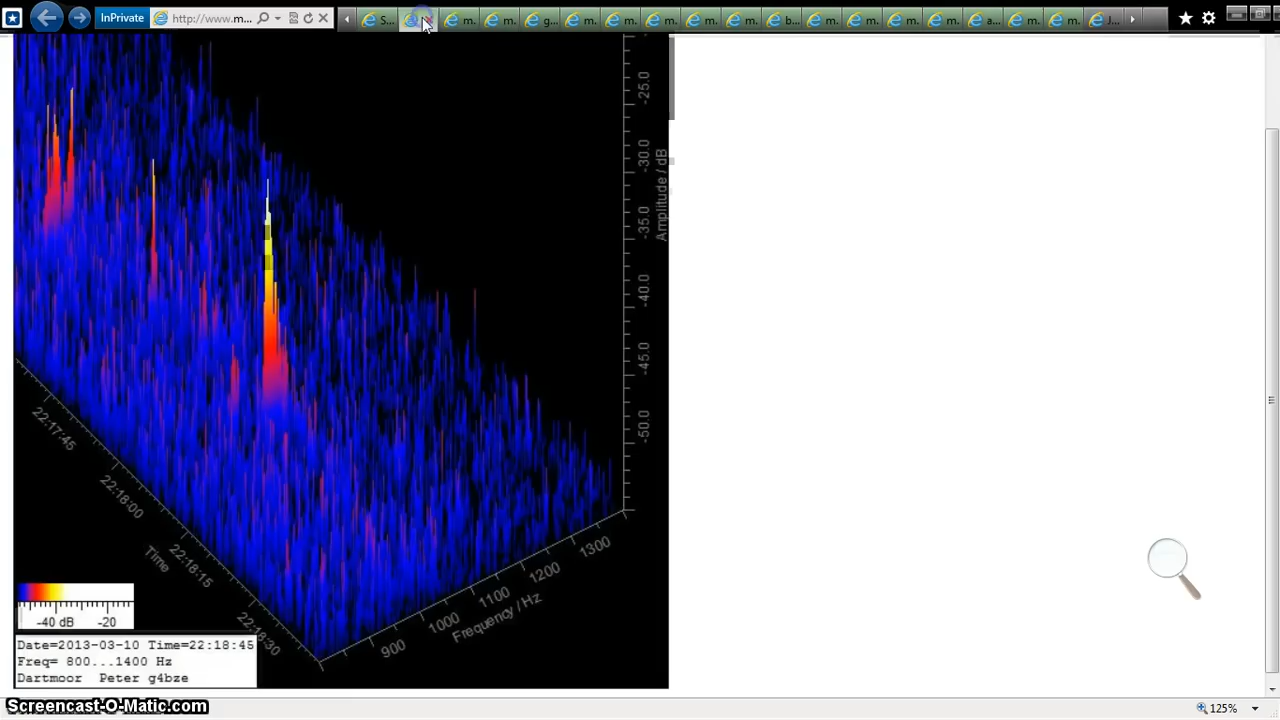 InPrivate
http://www.m...
S...
m.
m.
g...
m.
m.
m.
m.
m.
b...
m.
m.
m.
a...
m.
m.
J...
-25.0
-30.0
-35.0
-40.0
-45.0
-50.0
Amplitude / dB
22:17:45
22:18:00
22:18:15
22:18:30
Time
900
1000
1100
1200
1300
Frequency / Hz
-40 dB -20
Date=2013-03-10 Time=22:18:45
Freq= 800...1400 Hz
Dartmoor Peter g4bze
Screencast-O-Matic.com
125%